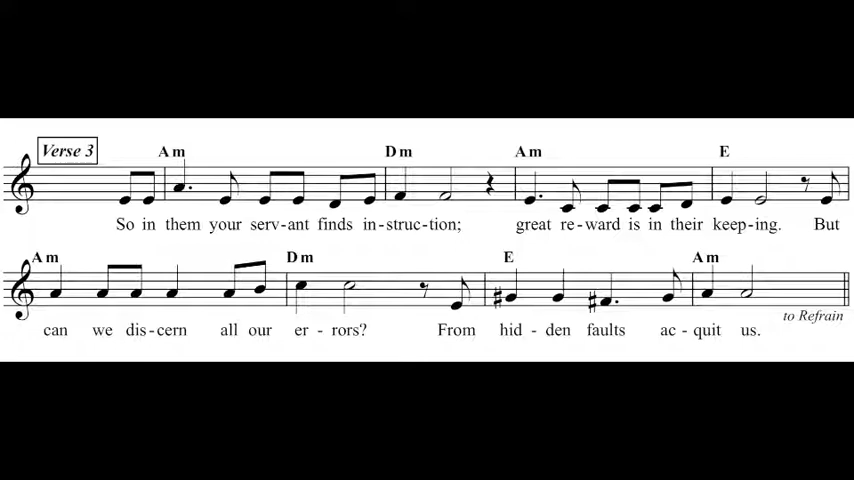 Verse 3 Am Dm Am E
So in them your serv-ant finds in-struc-tion; great re-ward is in their keep-ing. But
Am Dm E Am
can we dis-cern all our er-rors? From hid-den faults ac-quit us.
to Refrain